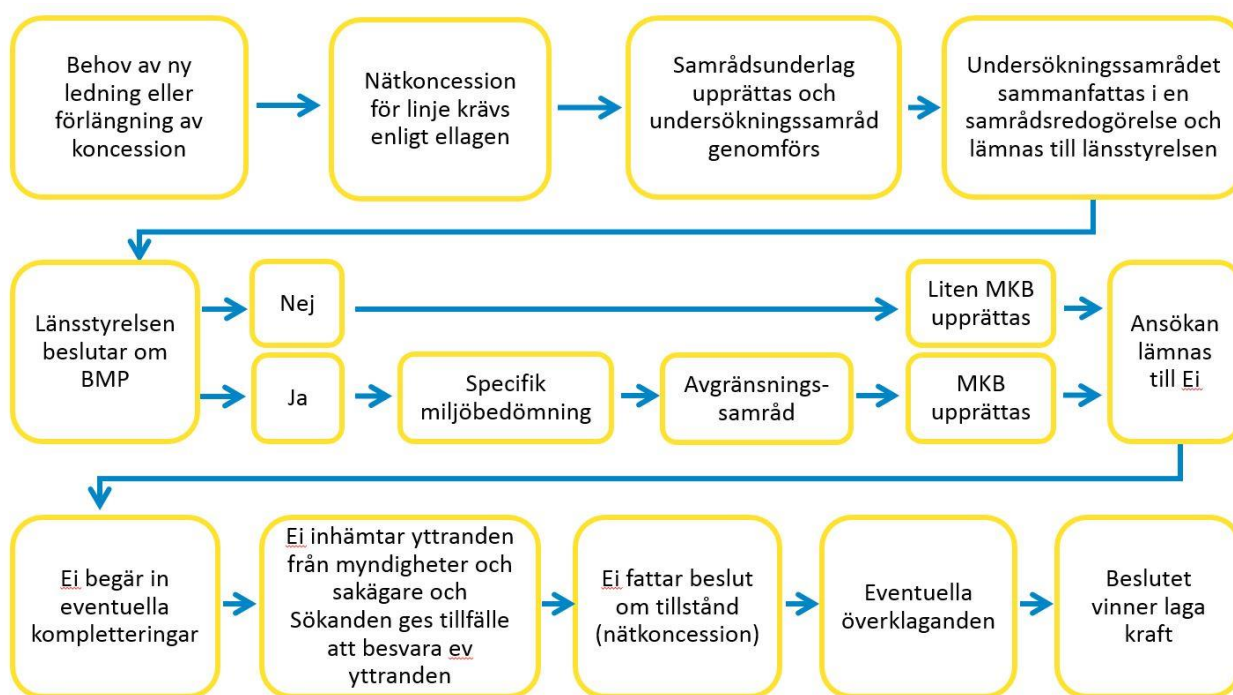 Behov av ny
ledning eller
förlängning av
koncession
Nätkoncession
för linje krävs
enligt ellagen
Samrådsunderlag
upprättas och
undersökningssamråd
genomförs
Undersökningssamrådet
sammanfattas i en
samrådsredogörelse och
lämnas till länsstyrelsen
Länsstyrelsen
beslutar om
BMP
Nej
Liten MKB
upprättas
Ja
Specifik
miljöbedömning
Avgränsnings-
samråd
MKB
upprättas
Ansökan
lämnas
till Ei
Ei begär in
eventuella
kompletteringar
Ei inhämtar yttranden
från myndigheter och
sakägare och
Sökanden ges tillfälle
att besvara ev
yttranden
Ei fattar beslut
om tillstånd
(nätkoncession)
Eventuella
överklaganden
Beslutet
vinner laga
kraft